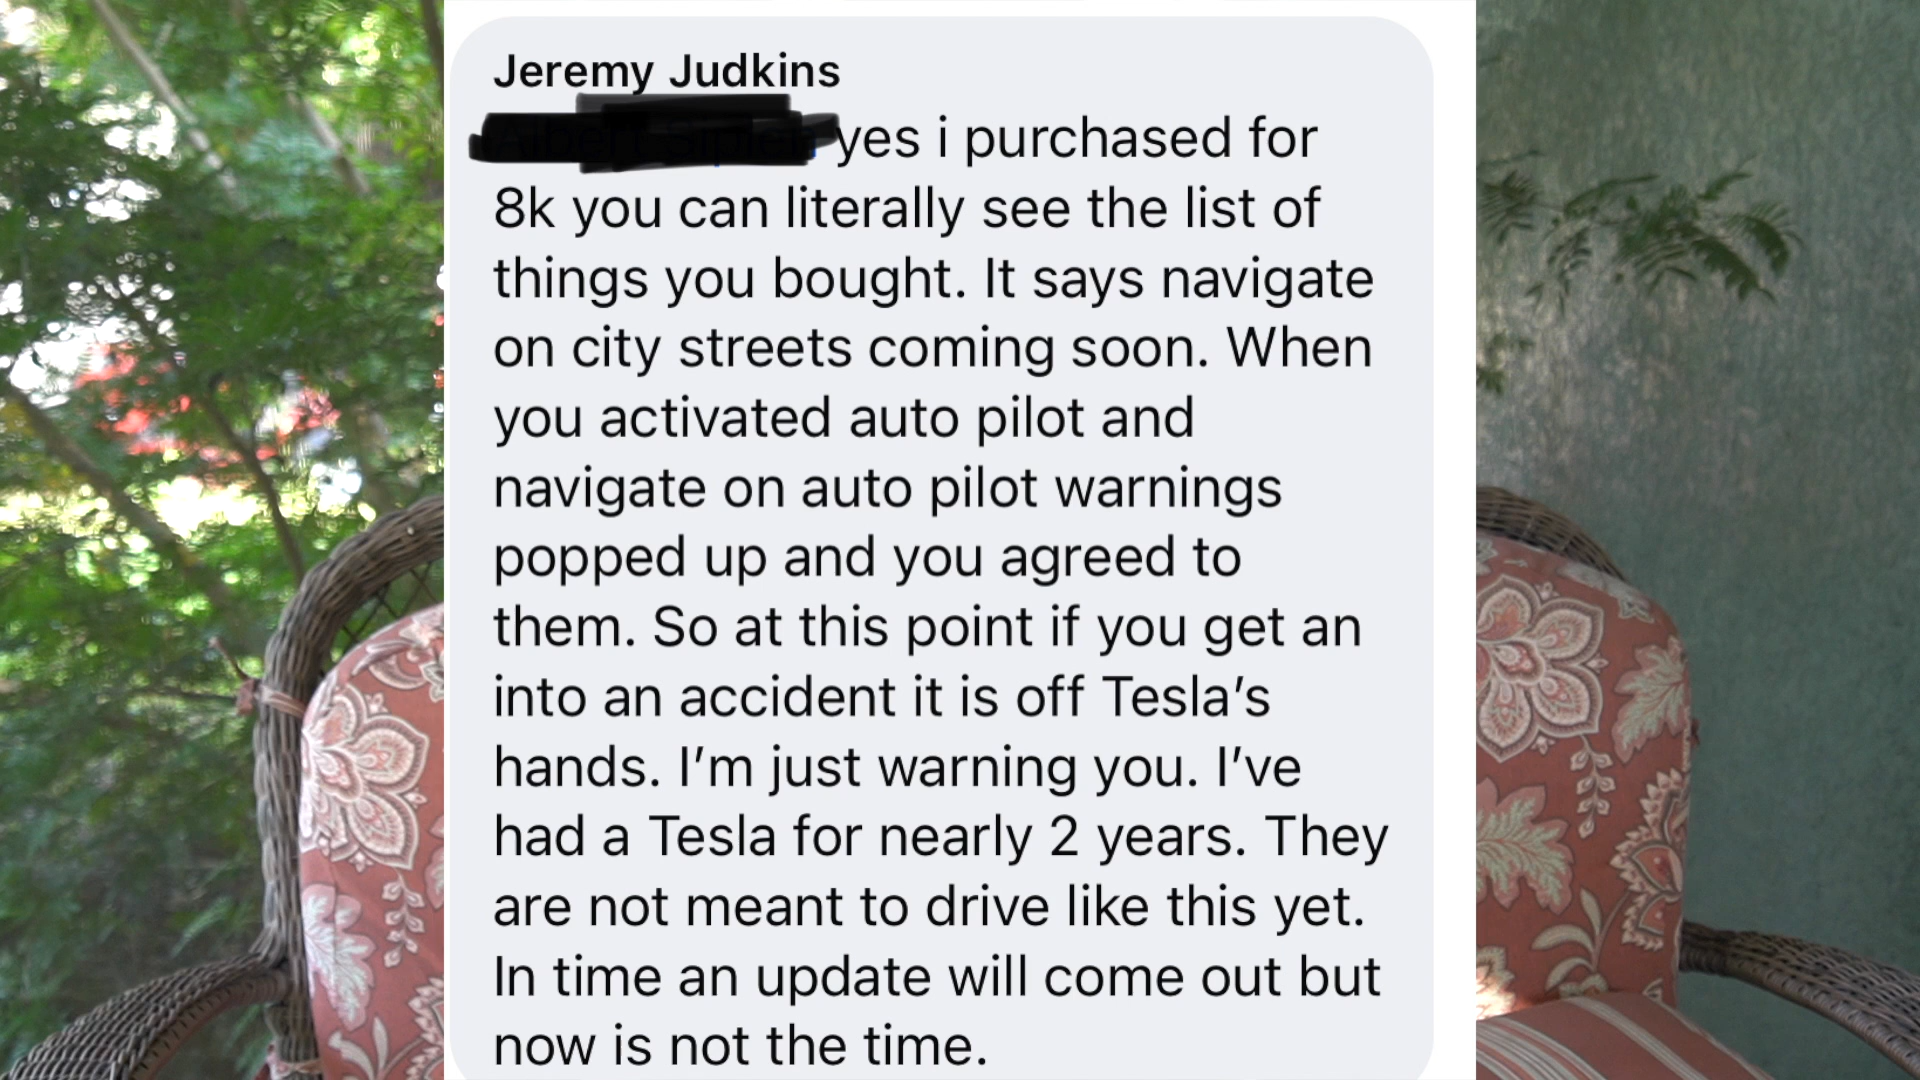 Jeremy Judkins
yes i purchased for
8k you can literally see the list of
things you bought. It says navigate
on city streets coming soon. When
you activated auto pilot and
navigate on auto pilot warnings
popped up and you agreed to
them. So at this point if you get an
into an accident it is off Tesla’s
hands. I’m just warning you. I’ve
had a Tesla for nearly 2 years. They
are not meant to drive like this yet.
In time an update will come out but
now is not the time.